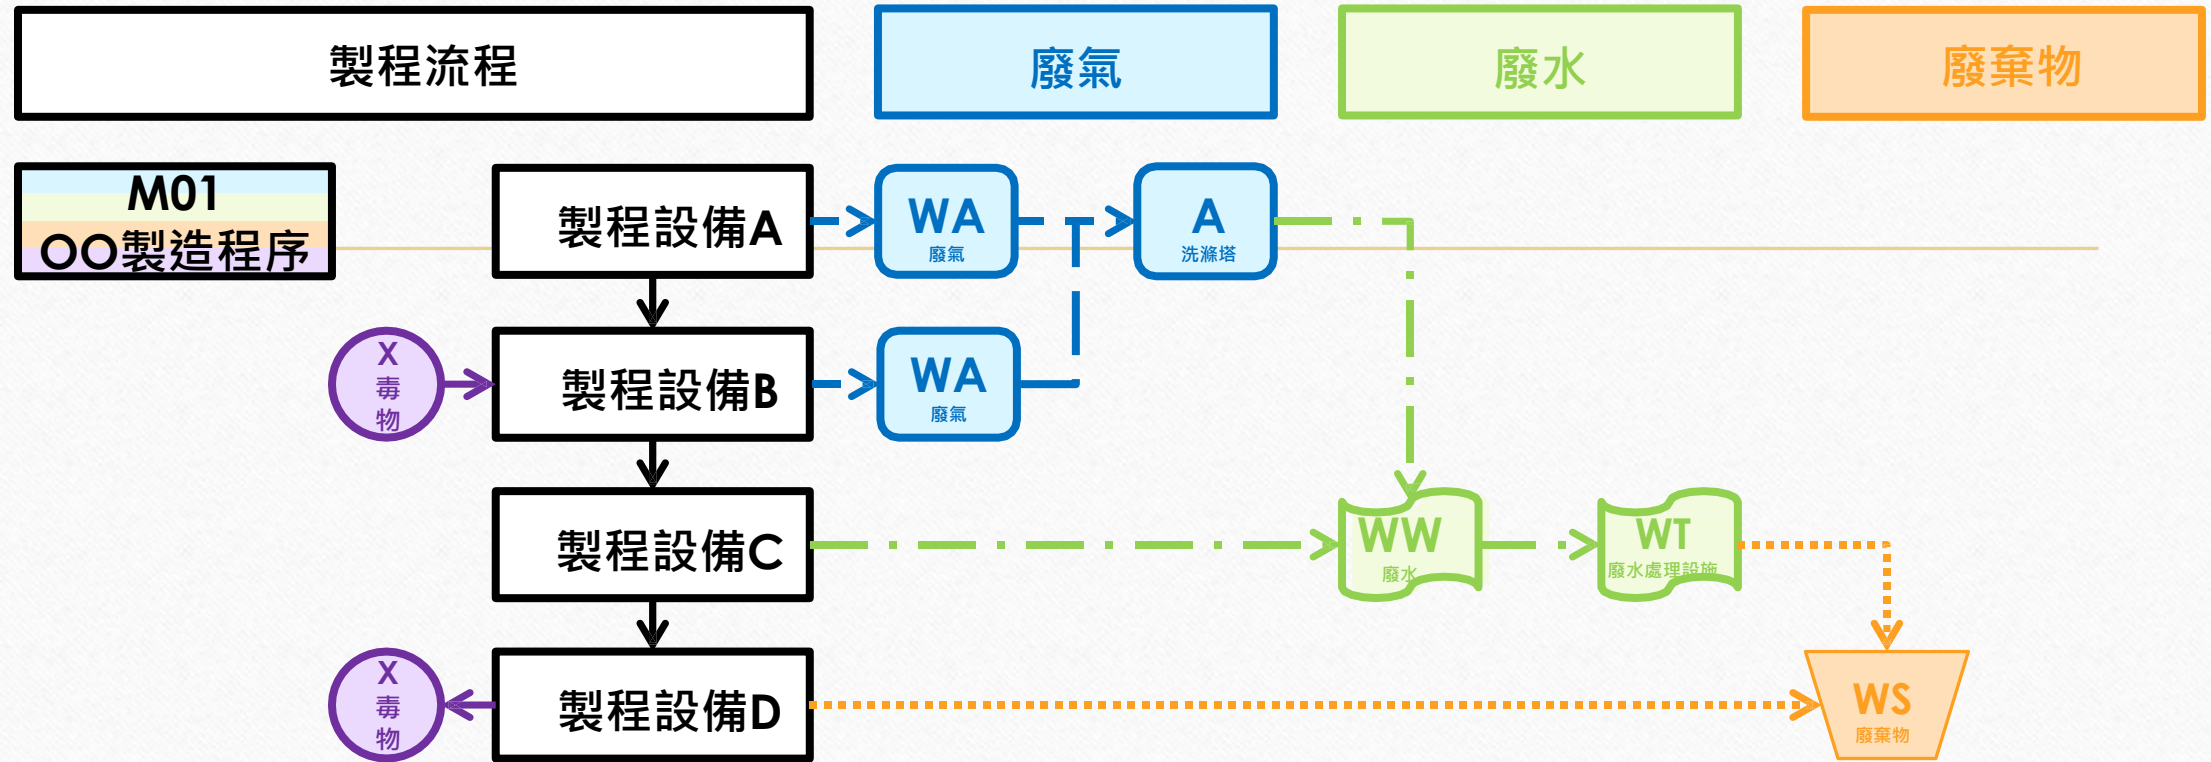 製程流程
廢氣
廢水
廢棄物
M01
○○製造程序
製程設備A
WA
廢氣
A
洗滌塔
X
毒
物
製程設備B
WA
廢氣
製程設備C
WW
廢水
WT
廢水處理設施
X
毒
物
製程設備D
WS
廢棄物